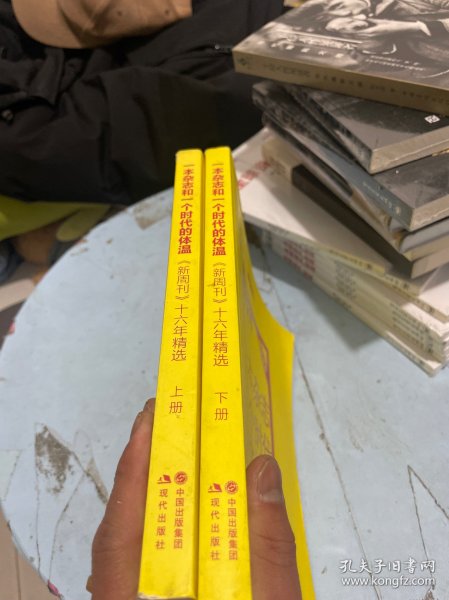 一本杂志和一个时代的体温
《新周刊》十六年精选
上册
中国出版集团
现代出版社
一本杂志和一个时代的体温
《新周刊》十六年精选
下册
中国出版集团
现代出版社
孔夫子旧书网
www.kongfz.com